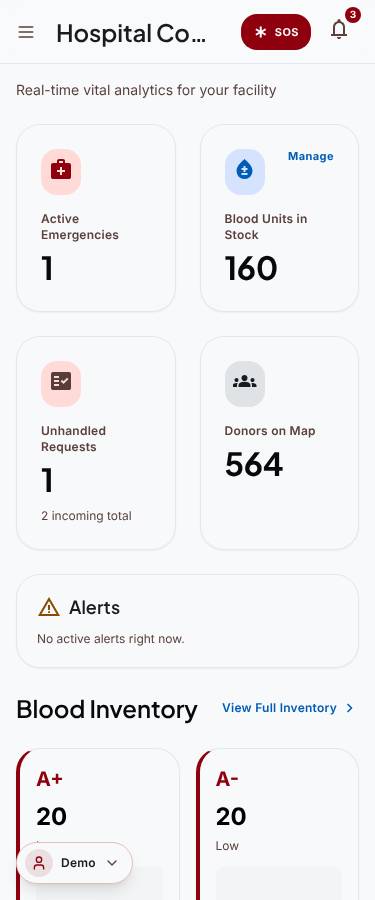 Hospital Co...
SOS
3
Real-time vital analytics for your facility
Active
Emergencies
1
Manage
Blood Units in
Stock
160
Unhandled
Requests
1
2 incoming total
Donors on Map
564
Alerts
No active alerts right now.
Blood Inventory
View Full Inventory
A+
20
A-
20
Low
Demo